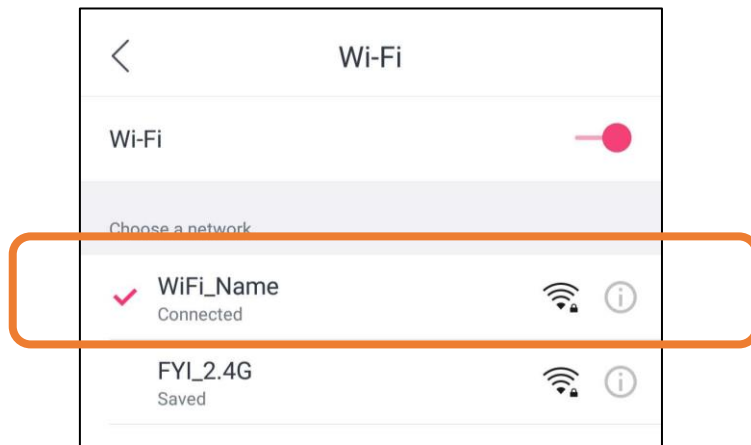 Wi-Fi
Wi-Fi
Choose a network
WiFi_Name
Connected
FYI_2.4G
Saved